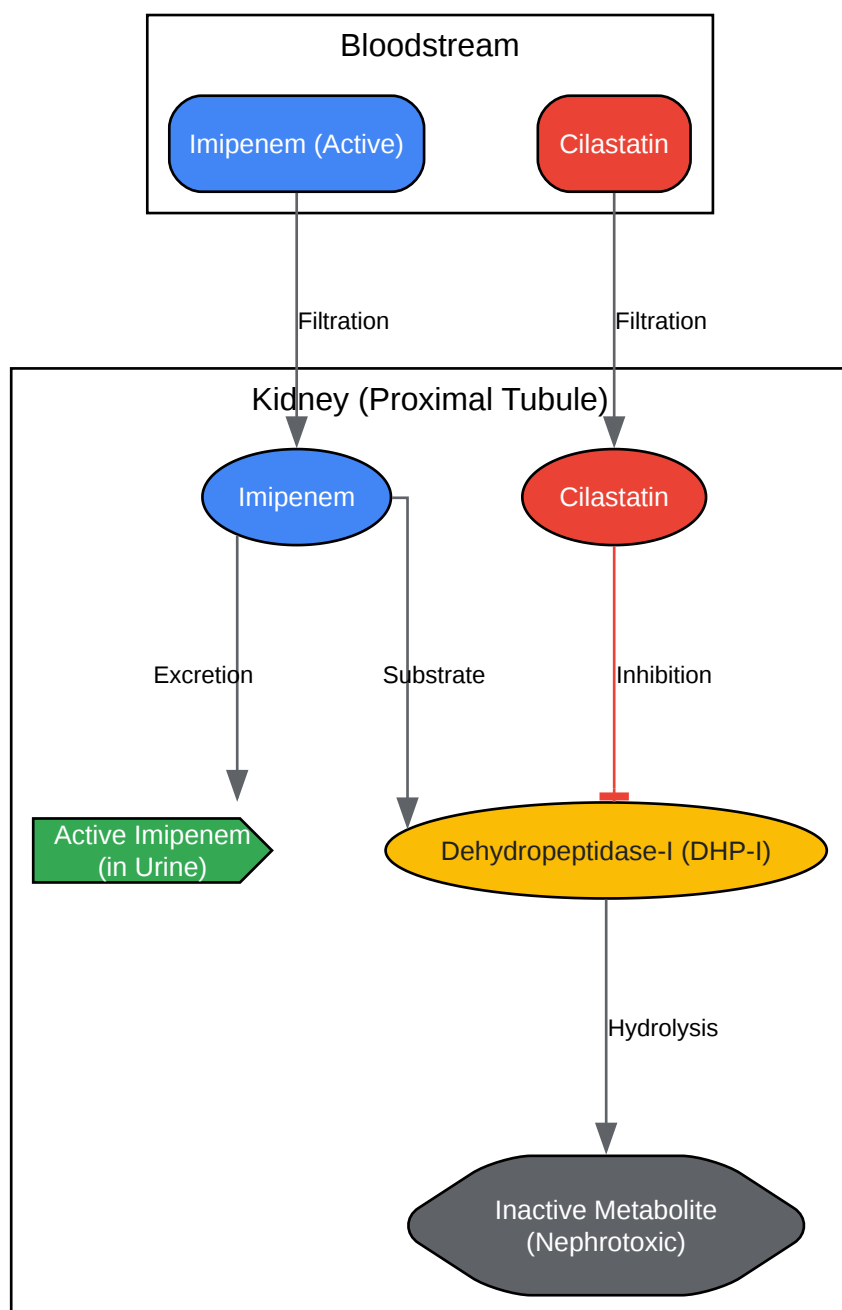 Bloodstream
Imipenem (Active)
Cilastatin
Filtration
Filtration
Kidney (Proximal Tubule)
Imipenem
Cilastatin
Excretion
Substrate
Inhibition
Active Imipenem
(in Urine)
Dehydropeptidase-I (DHP-I)
Hydrolysis
Inactive Metabolite
(Nephrotoxic)